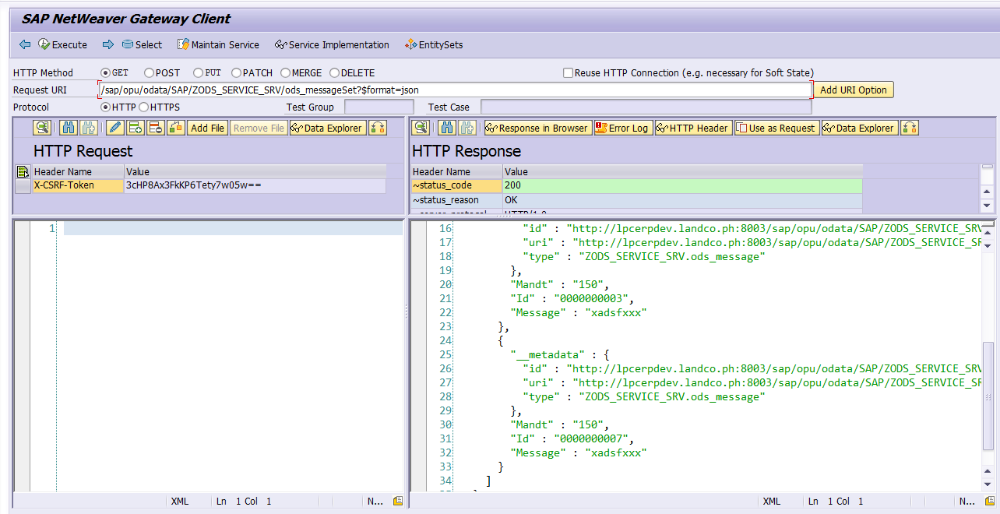 SAP NetWeaver Gateway Client
Execute Select Maintain Service Service Implementation EntitySets
HTTP Method GET POST PUT PATCH MERGE DELETE Reuse HTTP Connection (e.g. necessary for Soft State)
Request URI /sap/opu/odata/SAP/ZODS_SERVICE_SRV/ods_messageSet?$format=json Add URI Option
Protocol HTTP HTTPS Test Group Test Case
Add File Remove File Data Explorer
HTTP Request
Header Name Value
X-CSRF-Token 3cHP8Ax3FkKP6Tety7w05w==
1
XML Ln 1 Col 1 N...
Response in Browser Error Log HTTP Header Use as Request Data Explorer
HTTP Response
Header Name Value
~status_code 200
~status_reason OK
~server_protocol HTTP/1.0
16 "id" : "http://lpcerpdev.landco.ph:8003/sap/opu/odata/SAP/ZODS_SERVICE_SRV
17 "uri" : "http://lpcerpdev.landco.ph:8003/sap/opu/odata/SAP/ZODS_SERVICE_SR
18 "type" : "ZODS_SERVICE_SRV.ods_message"
19 },
20 "Mandt" : "150",
21 "Id" : "0000000003",
22 "Message" : "xadsfxxx"
23 },
24 {
25 "__metadata" : {
26 "id" : "http://lpcerpdev.landco.ph:8003/sap/opu/odata/SAP/ZODS_SERVICE_SRV
27 "uri" : "http://lpcerpdev.landco.ph:8003/sap/opu/odata/SAP/ZODS_SERVICE_SR
28 "type" : "ZODS_SERVICE_SRV.ods_message"
29 },
30 "Mandt" : "150",
31 "Id" : "0000000007",
32 "Message" : "xadsfxxx"
33 }
34 ]
XML Ln 1 Col 1 N...